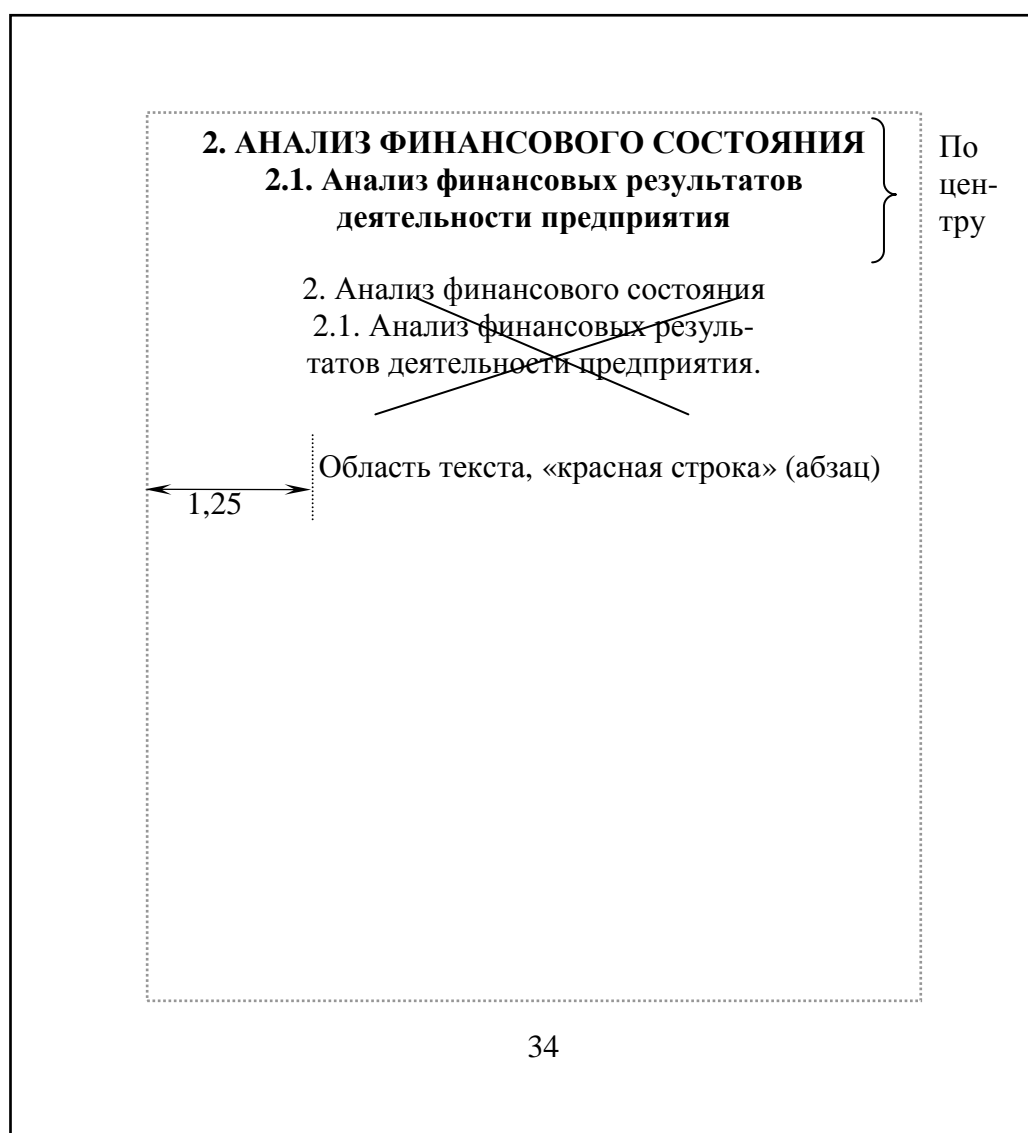 2. АНАЛИЗ ФИНАНСОВОГО СОСТОЯНИЯ
2.1. Анализ финансовых результатов
деятельности предприятия
По
цен-
тру
2. Анализ финансового состояния
2.1. Анализ финансовых резуль-
татов деятельности предприятия.
Область текста, «красная строка» (абзац)
1,25
34